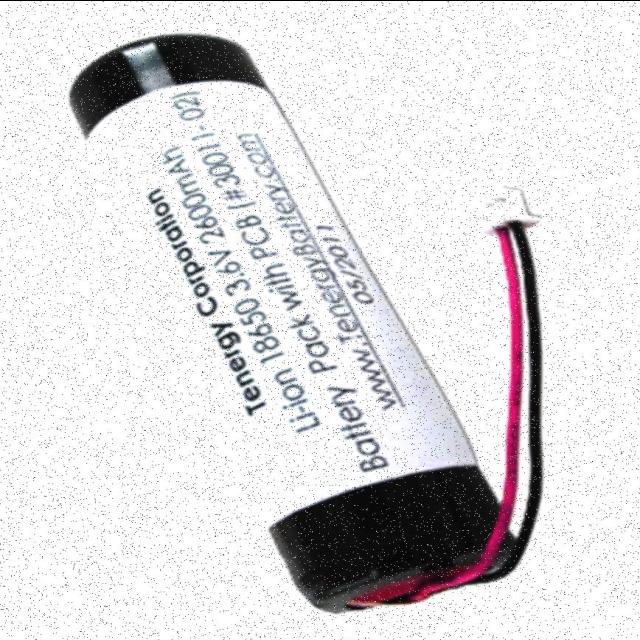 Tenergy Corporation
Li-Ion 18650 3.6V 2600mAh
Battery Pack with PCB (#30011-02)
www.TenergyBattery.com
05/2011